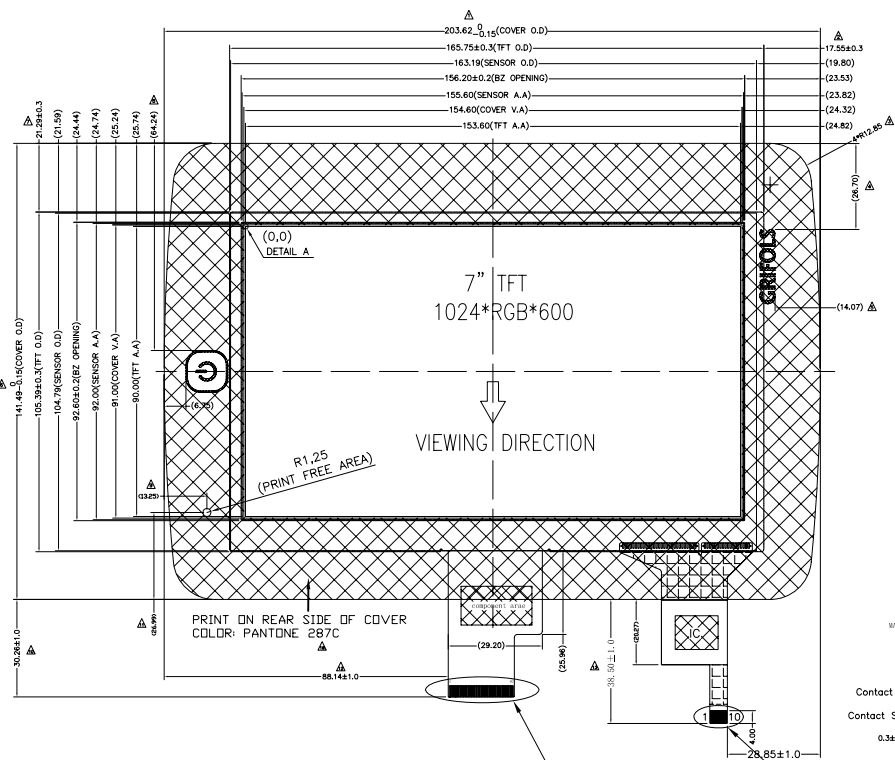 203.62 0 -0.15(COVER O.D)
165.75±0.3(TFT O.D)
17.55±0.3
163.19(SENSOR O.D)
(19.80)
156.20±0.2(BZ OPENING)
(23.53)
155.60(SENSOR A.A)
(23.82)
154.60(COVER V.A)
(24.32)
153.60(TFT A.A)
(24.82)
21.29±0.3
(21.59)
(24.44)
(24.74)
(25.24)
(25.74)
(64.24)
4*R12.85
(26.70)
(0,0)
DETAIL A
GRIFOLS
7" TFT
1024*RGB*600
(14.07)
141.49 0 -0.15(COVER O.D)
105.39±0.3(TFT O.D)
104.79(SENSOR O.D)
92.60±0.2(BZ OPENING)
92.00(SENSOR A.A)
91.00(COVER V.A)
90.00(TFT A.A)
(6.75)
VIEWING DIRECTION
R1,25
(PRINT FREE AREA)
(13.25)
(26.99)
30.26±1.0
PRINT ON REAR SIDE OF COVER
COLOR: PANTONE 287C
component arae
(29.20)
(25.96)
88.14±1.0
38.50±1.0
(20.27)
IC
1 10
4.00
28.85±1.0
W
Contact
Contact S
0.3±